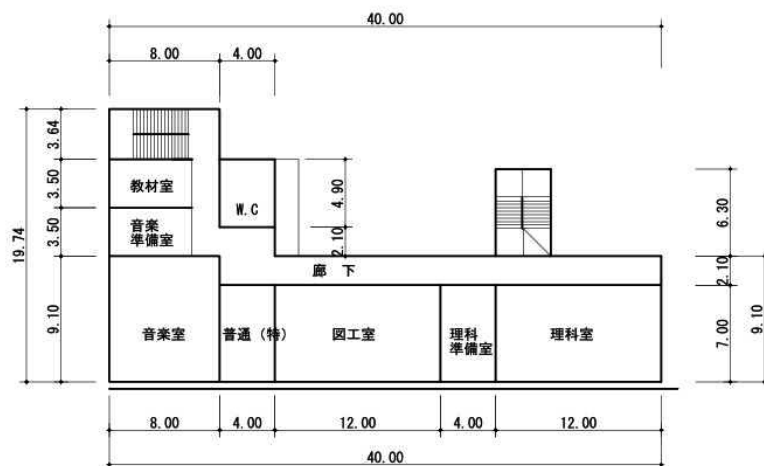 40.00
8.00
4.00
3.64
3.50
3.50
9.10
19.74
教材室
音楽
準備室
W.C
4.90
2.10
6.30
2.10
7.00
9.10
廊 下
音楽室
普通（特）
図工室
理科
準備室
理科室
8.00
4.00
12.00
4.00
12.00
40.00